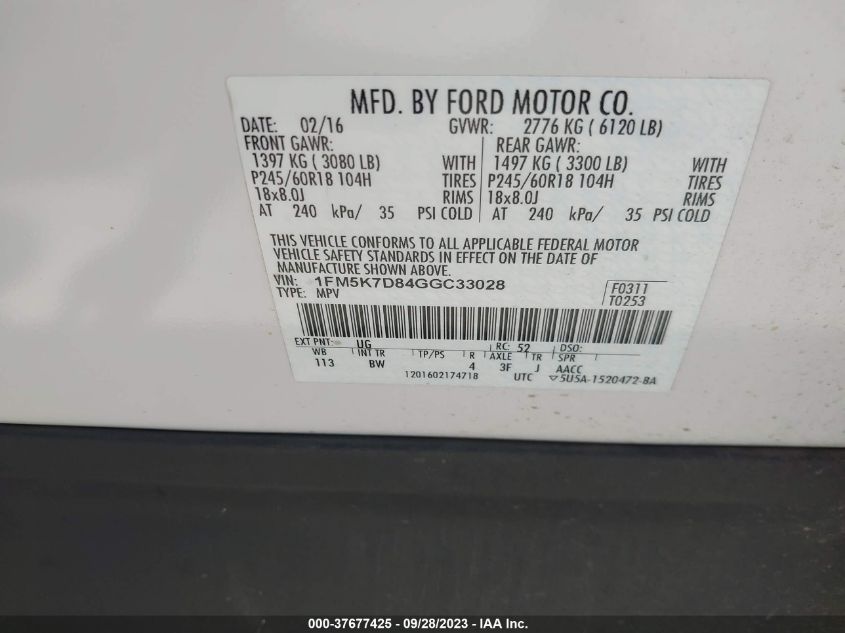 MFD. BY FORD MOTOR CO.
DATE: 02/16 GVWR: 2776 KG ( 6120 LB)
FRONT GAWR: REAR GAWR:
1397 KG ( 3080 LB) WITH 1497 KG ( 3300 LB) WITH
P245/60R18 104H TIRES P245/60R18 104H TIRES
18x8.0J RIMS 18x8.0J RIMS
AT 240 kPa/ 35 PSI COLD AT 240 kPa/ 35 PSI COLD
THIS VEHICLE CONFORMS TO ALL APPLICABLE FEDERAL MOTOR
VEHICLE SAFETY STANDARDS IN EFFECT ON THE DATE OF
MANUFACTURE SHOWN ABOVE.
VIN: 1FM5K7D84GGC33028 F0311
TYPE: MPV T0253
EXT PNT: UG RC: 52 DSO:
WB INT TR TP/PS R AXLE TR SPR
113 BW 4 3F J AACC
1201602174718 UTC ▽5U5A-1520472-BA
000-37677425 - 09/28/2023 - IAA Inc.